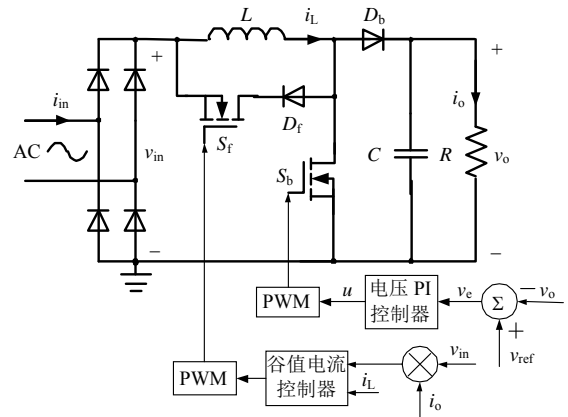 L
i_L
D_b
+
+
i_in
S_f
D_f
i_o
AC
v_in
S_b
C
R
v_o
−
−
PWM
u
电压 PI
控制器
v_e
Σ
− v_o
+
v_ref
PWM
谷值电流
控制器
v_in
i_L
i_o